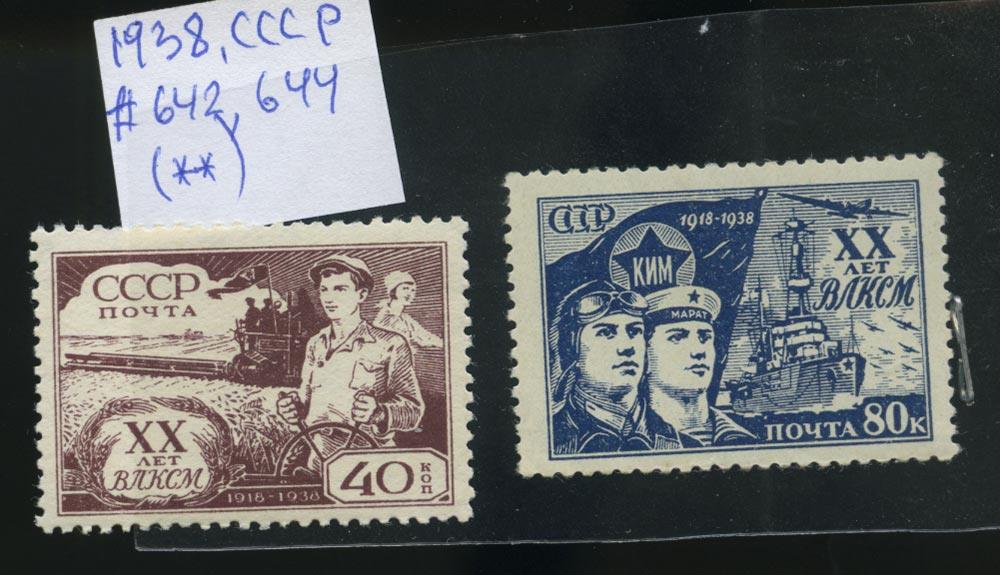 1938, СССР
#642, 644
(**)
СССР
ПОЧТА
XX
ЛЕТ
ВЛКСМ
1918-1938
40 КОП
СССР
1918-1938
КИМ
МАРАТ
XX
ЛЕТ
ВЛКСМ
ПОЧТА 80К